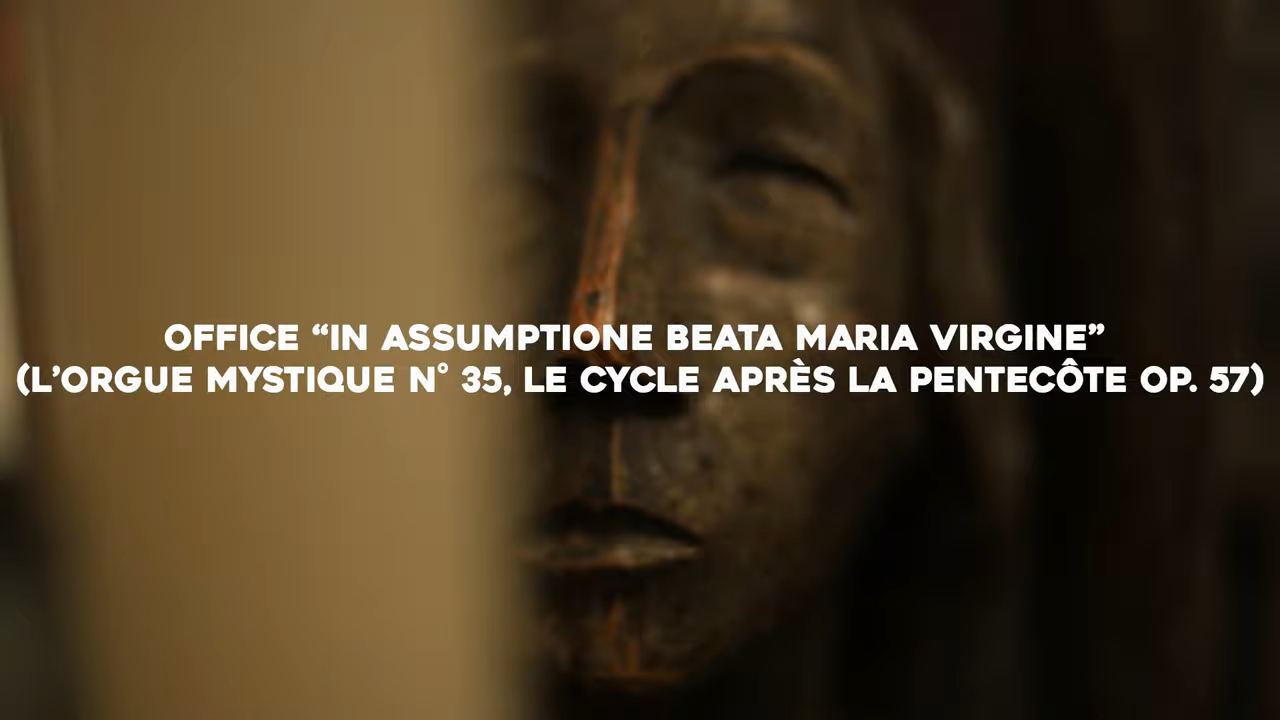 OFFICE “IN ASSUMPTIONE BEATA MARIA VIRGINE”
(L’ORGUE MYSTIQUE N° 35, LE CYCLE APRÈS LA PENTECÔTE OP. 57)